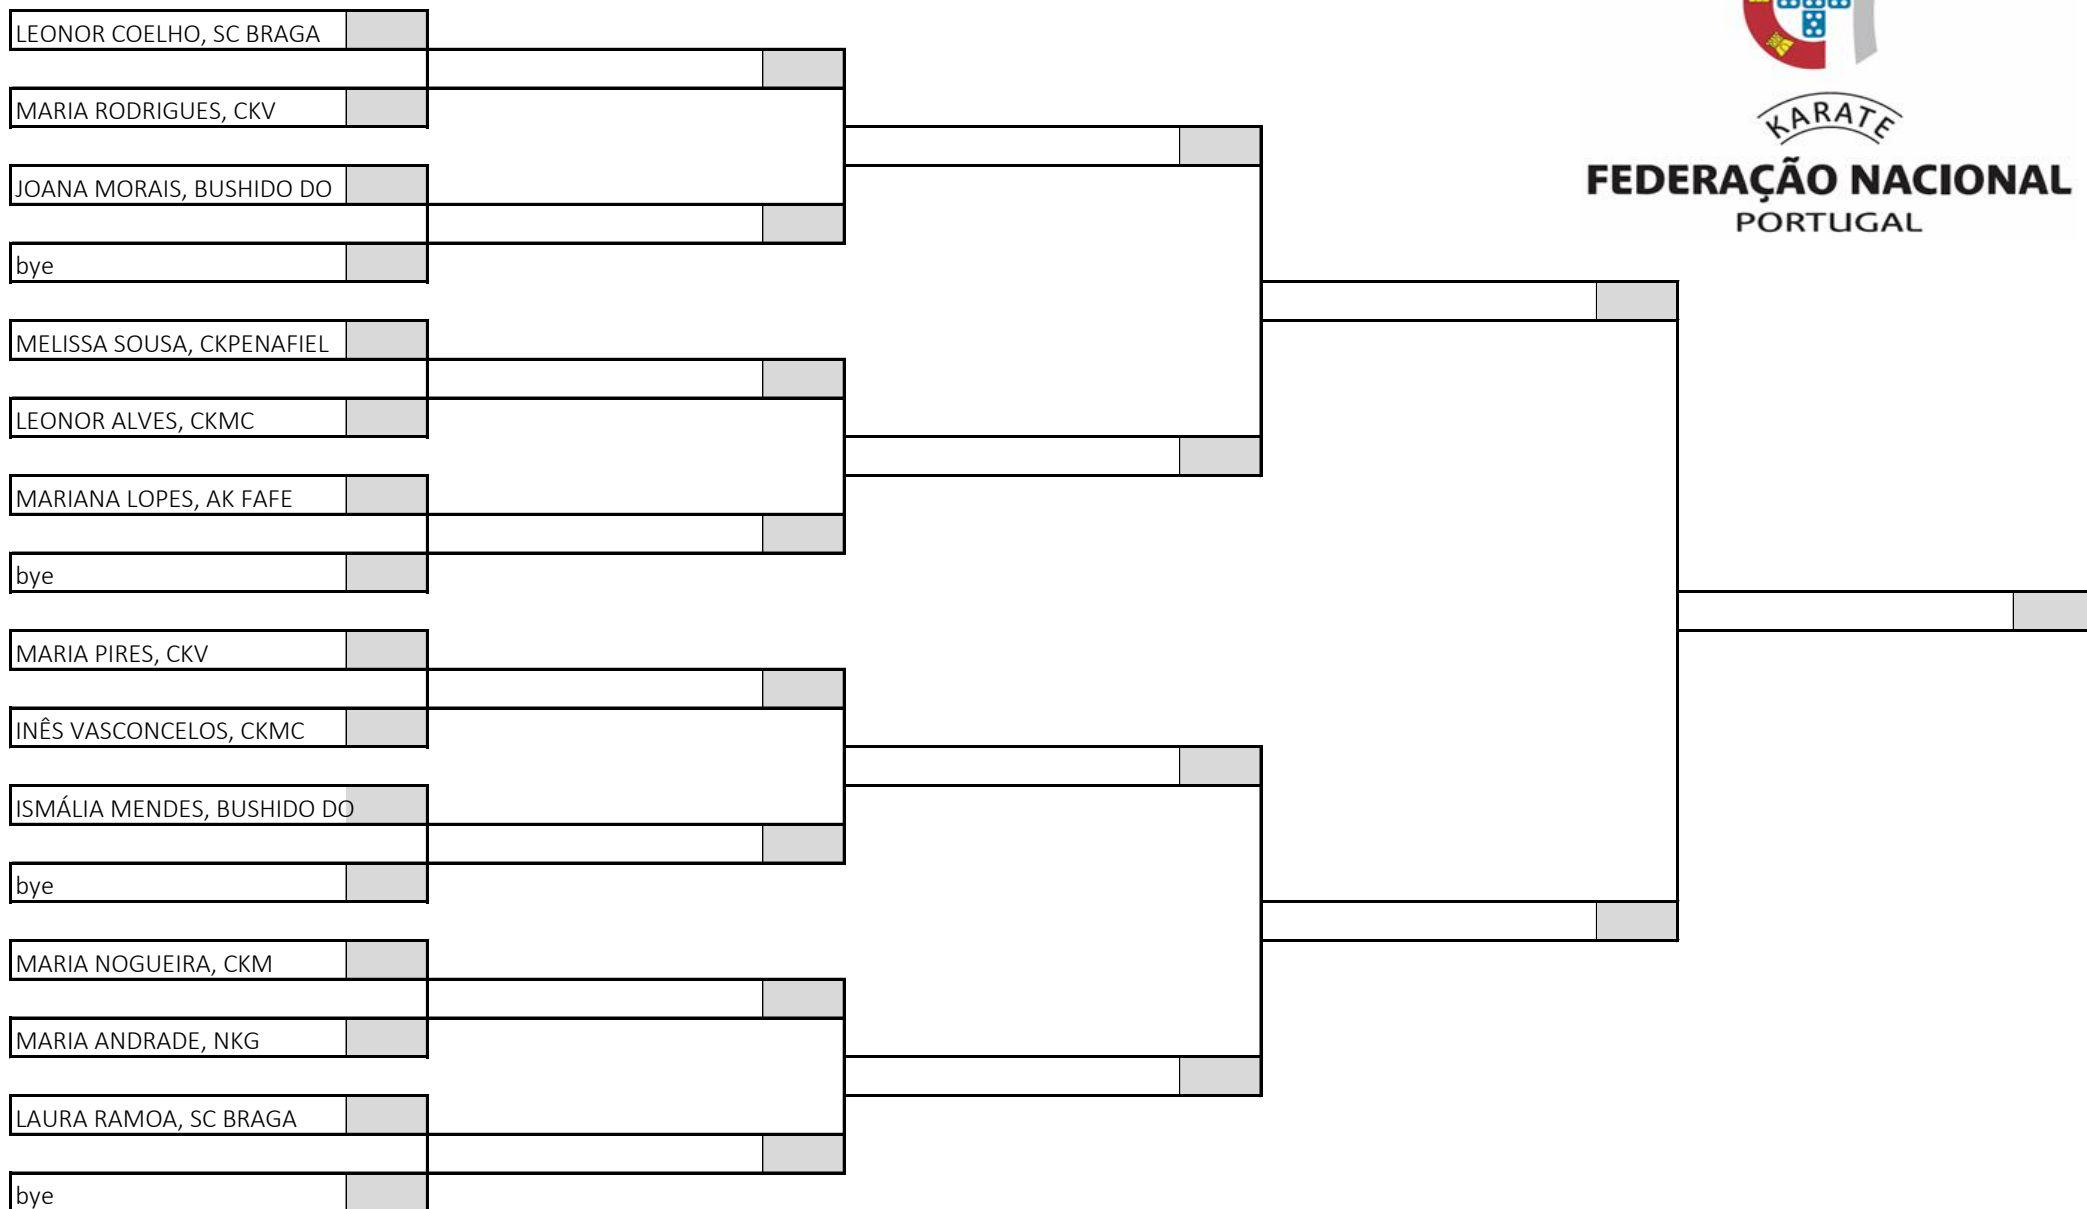 LEONOR COELHO, SC BRAGA
MARIA RODRIGUES, CKV
JOANA MORAIS, BUSHIDO DO
bye
MELISSA SOUSA, CKPENAFIEL
LEONOR ALVES, CKMC
MARIANA LOPES, AK FAFE
bye
MARIA PIRES, CKV
INÊS VASCONCELOS, CKMC
ISMÁLIA MENDES, BUSHIDO DO
bye
MARIA NOGUEIRA, CKM
MARIA ANDRADE, NKG
LAURA RAMOA, SC BRAGA
bye
KARATE
FEDERAÇÃO NACIONAL
PORTUGAL